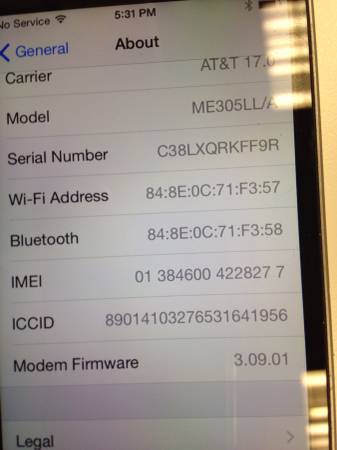 No Service 5:31 PM
General About
Carrier AT&T 17.0
Model ME305LL/A
Serial Number C38LXQRKFF9R
Wi-Fi Address 84:8E:0C:71:F3:57
Bluetooth 84:8E:0C:71:F3:58
IMEI 01 384600 422827 7
ICCID 89014103276531641956
Modem Firmware 3.09.01
Legal